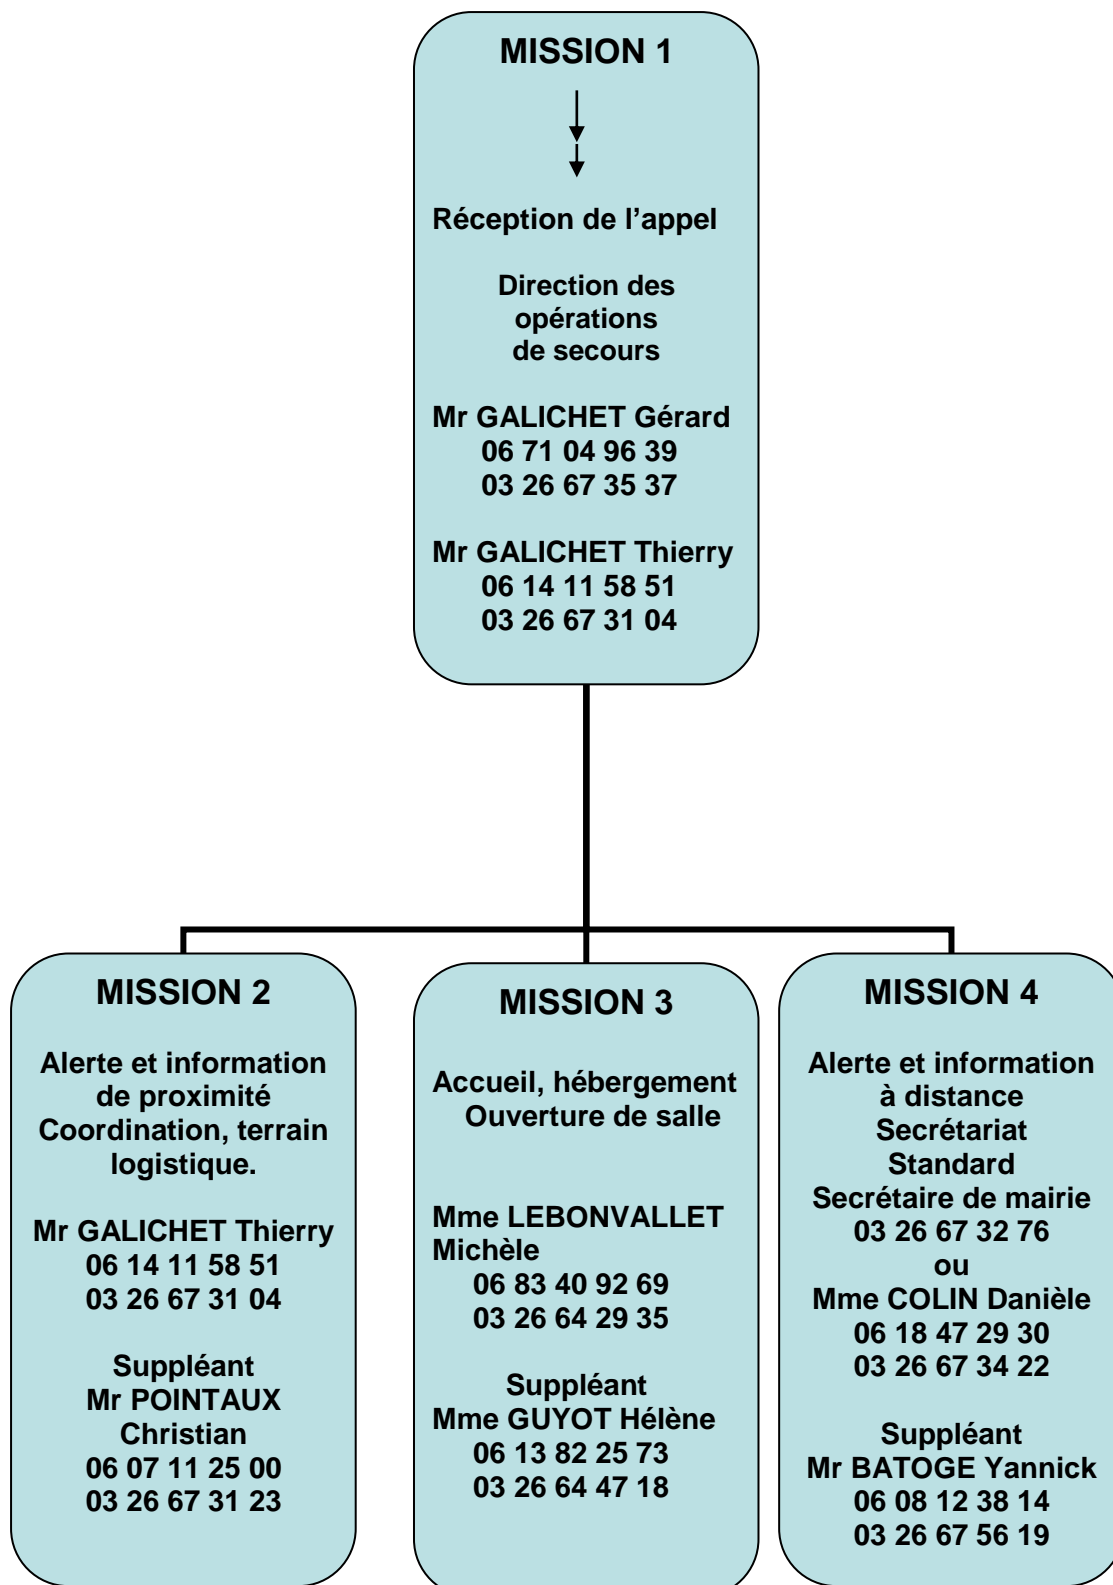 MISSION 1
Réception de l’appel
Direction des
opérations
de secours
Mr GALICHET Gérard
06 71 04 96 39
03 26 67 35 37
Mr GALICHET Thierry
06 14 11 58 51
03 26 67 31 04
MISSION 2
Alerte et information
de proximité
Coordination, terrain
logistique.
Mr GALICHET Thierry
06 14 11 58 51
03 26 67 31 04
Suppléant
Mr POINTAUX
Christian
06 07 11 25 00
03 26 67 31 23
MISSION 3
Accueil, hébergement
Ouverture de salle
Mme LEBONVALLET
Michèle
06 83 40 92 69
03 26 64 29 35
Suppléant
Mme GUYOT Hélène
06 13 82 25 73
03 26 64 47 18
MISSION 4
Alerte et information
à distance
Secrétariat
Standard
Secrétaire de mairie
03 26 67 32 76
ou
Mme COLIN Danièle
06 18 47 29 30
03 26 67 34 22
Suppléant
Mr BATOGE Yannick
06 08 12 38 14
03 26 67 56 19